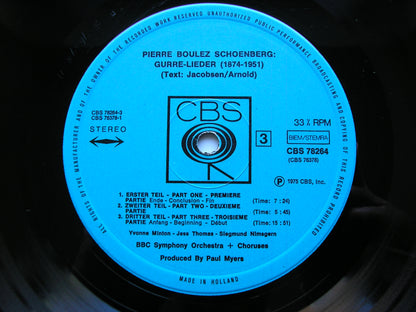 ALL RIGHTS OF THE MANUFACTURER AND OF THE OWNER OF THE RECORDED WORK RESERVED UNAUTHORIZED PUBLIC PERFORMANCE BROADCASTING AND COPYING OF THIS RECORD PROHIBITED
PIERRE BOULEZ SCHOENBERG:
GURRE-LIEDER (1874-1951)
(Text: Jacobsen/Arnold)
CBS 78264-3
CBS 78378-1
STEREO
CBS
3
33⅓ RPM
BIEM/STEMRA
CBS 78264
(CBS 78378)
℗ 1975 CBS, Inc.
1. ERSTER TEIL - PART ONE - PREMIERE
PARTIE Ende - Conclusion - Fin (Time: 7:24)
2. ZWEITER TEIL - PART TWO - DEUXIEME
PARTIE (Time: 5:45)
3. DRITTER TEIL - PART THREE - TROISIEME
PARTIE Anfang - Beginning - Début (Time: 15:51)
Yvonne Minton - Jess Thomas - Siegmund Nimsgern
BBC Symphony Orchestra + Choruses
Produced By Paul Myers
MADE IN HOLLAND